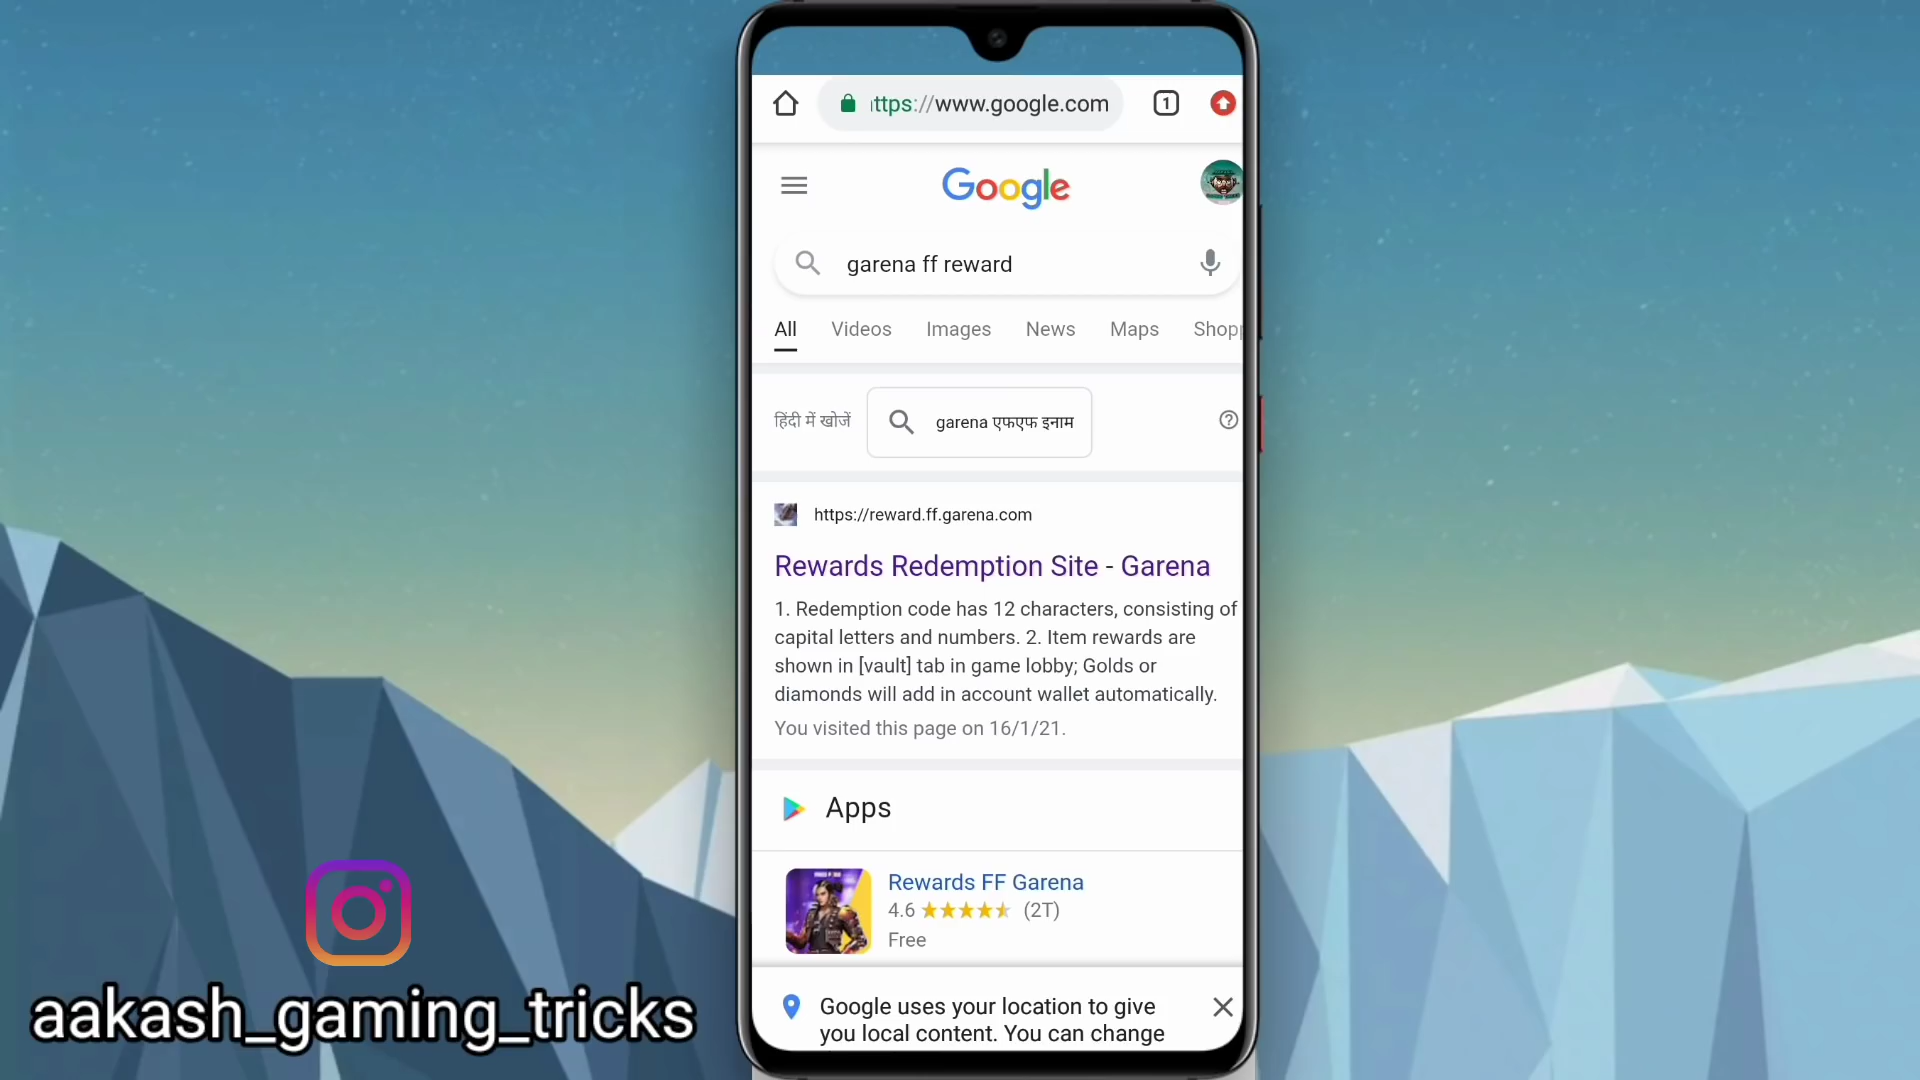 1
ttps://www.google.com
Google
garena ff reward
All Videos Images News Maps Shopp
हिंदी में खोजें
garena एफएफ इनाम
https://reward.ff.garena.com
Rewards Redemption Site - Garena
1. Redemption code has 12 characters, consisting of
capital letters and numbers. 2. Item rewards are
shown in [vault] tab in game lobby; Golds or
diamonds will add in account wallet automatically.
You visited this page on 16/1/21.
Apps
Rewards FF Garena
4.6 ★★★★★ (2T)
Free
Google uses your location to give
you local content. You can change
aakash_gaming_tricks